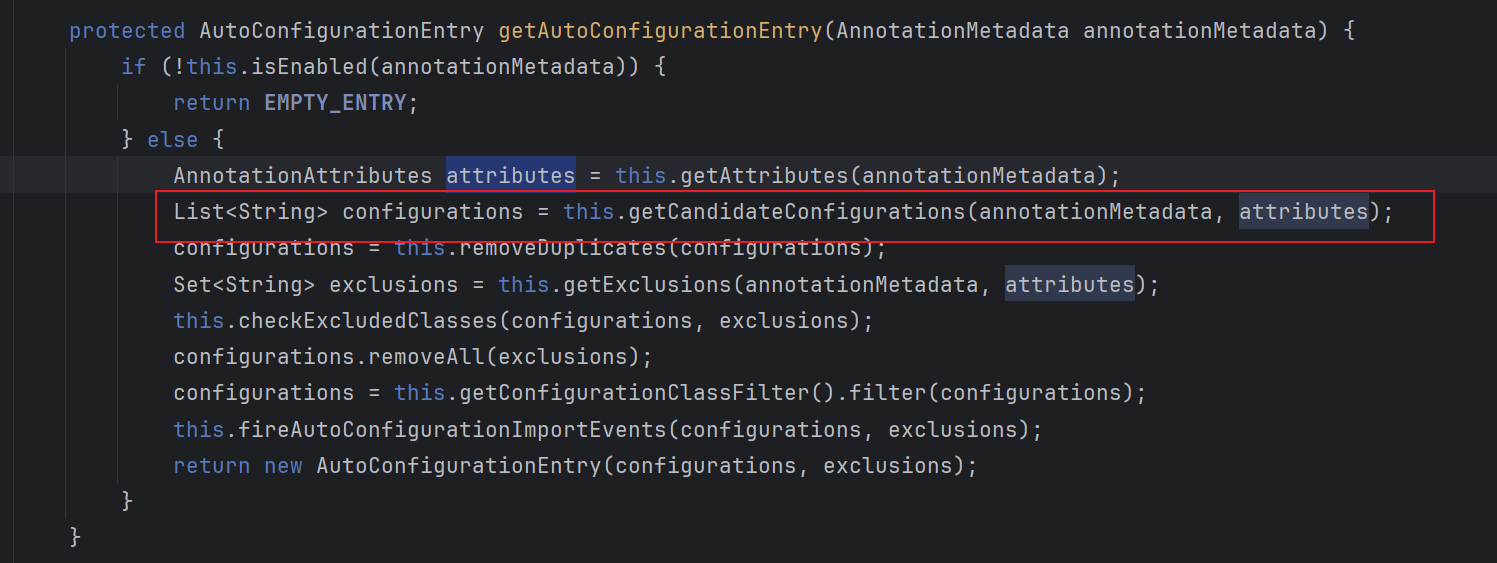 protected AutoConfigurationEntry getAutoConfigurationEntry(AnnotationMetadata annotationMetadata) {
    if (!this.isEnabled(annotationMetadata)) {
        return EMPTY_ENTRY;
    } else {
        AnnotationAttributes attributes = this.getAttributes(annotationMetadata);
        List<String> configurations = this.getCandidateConfigurations(annotationMetadata, attributes);
        configurations = this.removeDuplicates(configurations);
        Set<String> exclusions = this.getExclusions(annotationMetadata, attributes);
        this.checkExcludedClasses(configurations, exclusions);
        configurations.removeAll(exclusions);
        configurations = this.getConfigurationClassFilter().filter(configurations);
        this.fireAutoConfigurationImportEvents(configurations, exclusions);
        return new AutoConfigurationEntry(configurations, exclusions);
    }
}